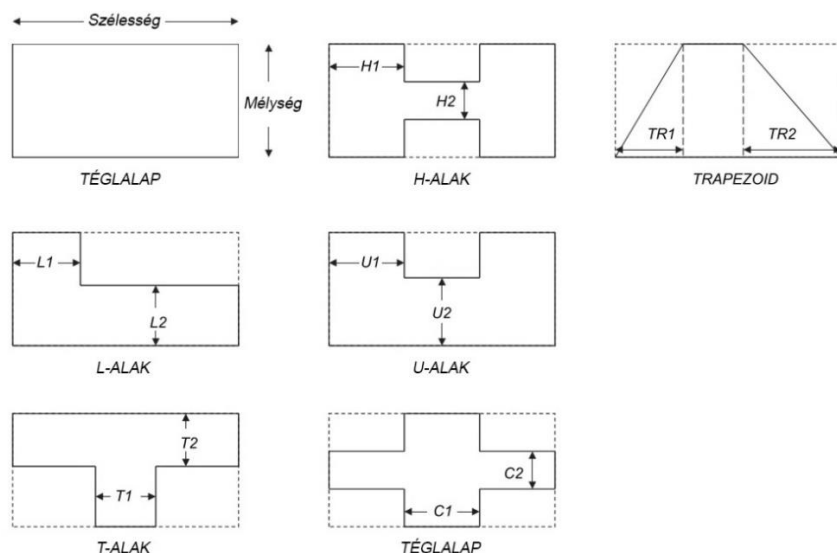 Szélesség
Mélység
TÉGLALAP
H1
H2
H-ALAK
TR1
TR2
TRAPEZOID
L1
L2
L-ALAK
U1
U2
U-ALAK
T2
T1
T-ALAK
C2
C1
TÉGLALAP